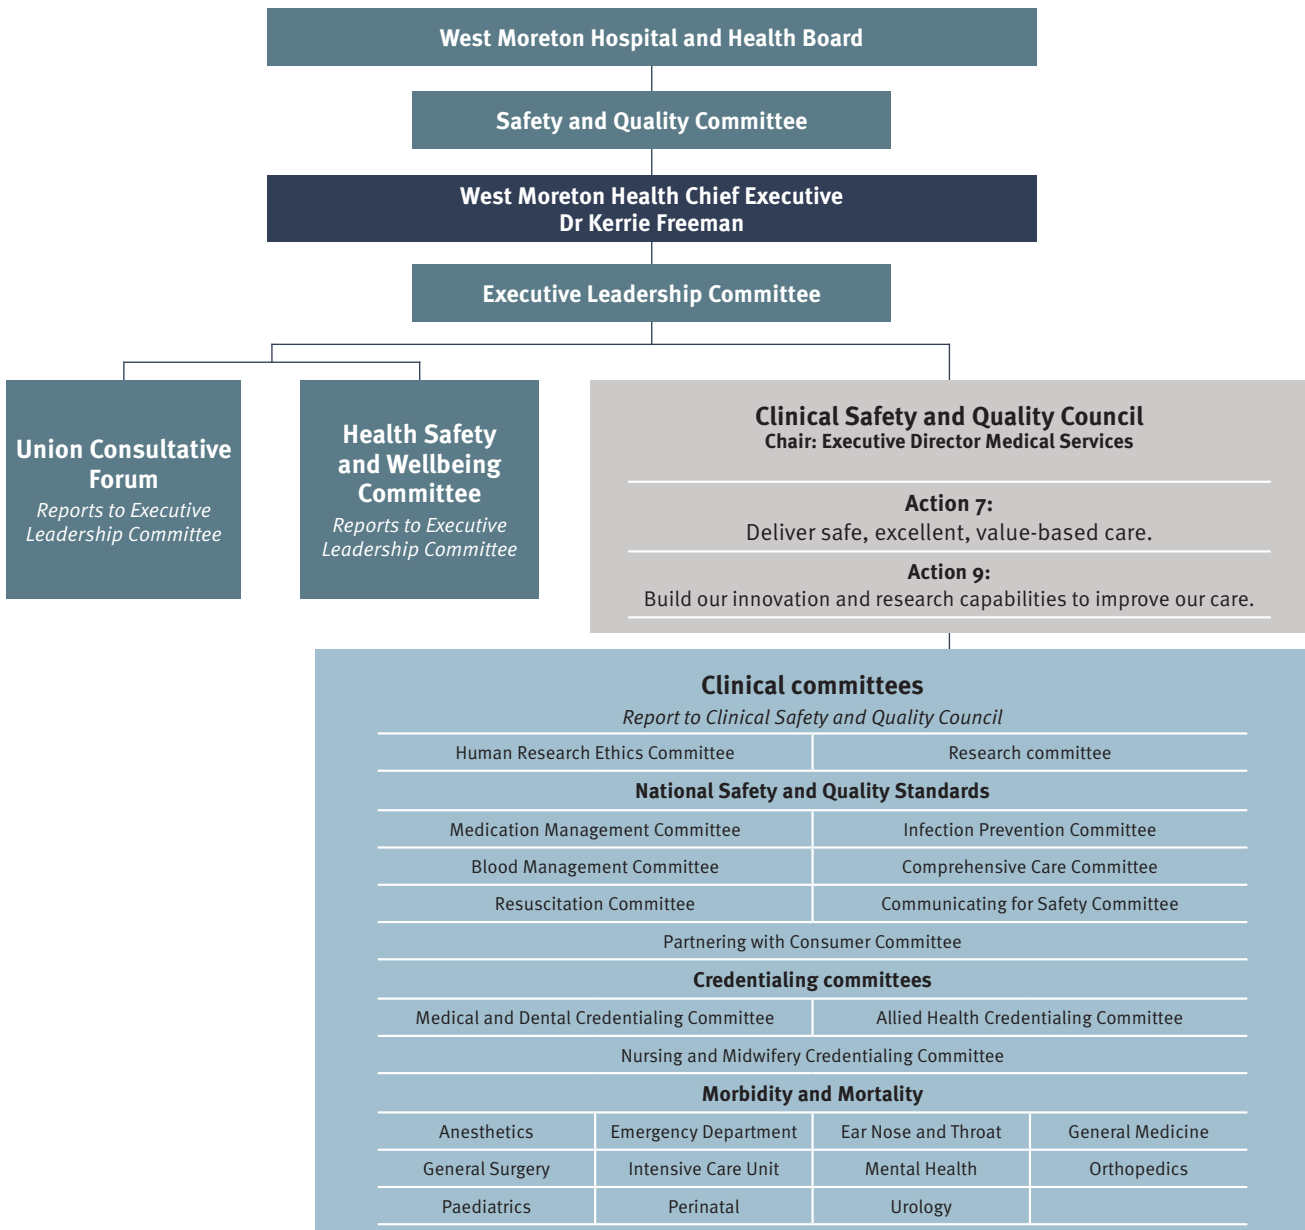 West Moreton Hospital and Health Board
Safety and Quality Committee
West Moreton Health Chief Executive
Dr Kerrie Freeman
Executive Leadership Committee
Union Consultative
Forum
Reports to Executive
Leadership Committee
Health Safety
and Wellbeing
Committee
Reports to Executive
Leadership Committee
Clinical Safety and Quality Council
Chair: Executive Director Medical Services
Action 7:
Deliver safe, excellent, value-based care.
Action 9:
Build our innovation and research capabilities to improve our care.
Clinical committees
Report to Clinical Safety and Quality Council
Human Research Ethics Committee
Research committee
National Safety and Quality Standards
Medication Management Committee
Infection Prevention Committee
Blood Management Committee
Comprehensive Care Committee
Resuscitation Committee
Communicating for Safety Committee
Partnering with Consumer Committee
Credentialing committees
Medical and Dental Credentialing Committee
Allied Health Credentialing Committee
Nursing and Midwifery Credentialing Committee
Morbidity and Mortality
Anesthetics
Emergency Department
Ear Nose and Throat
General Medicine
General Surgery
Intensive Care Unit
Mental Health
Orthopedics
Paediatrics
Perinatal
Urology